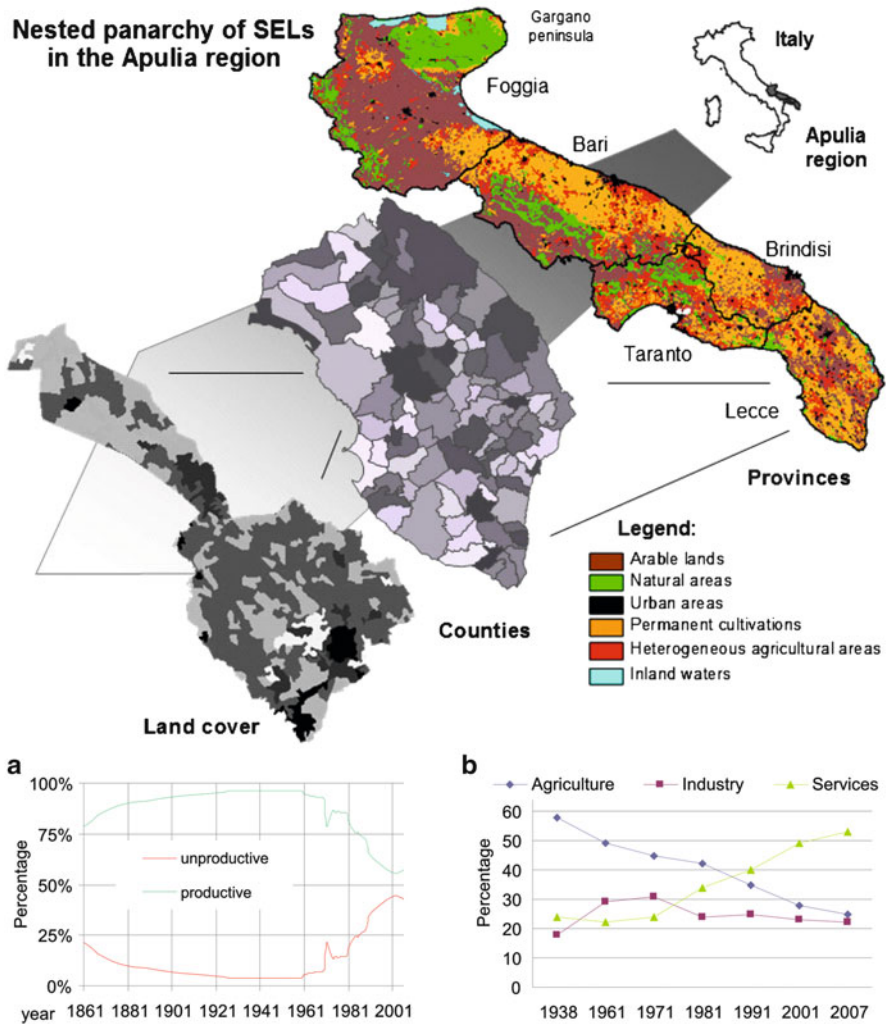 Nested panarchy of SELs
in the Apulia region
Gargano
peninsula
Italy
Foggia
Apulia
region
Bari
Brindisi
Taranto
Lecce
Provinces
Legend:
Arable lands
Natural areas
Urban areas
Permanent cultivations
Heterogeneous agricultural areas
Inland waters
Counties
Land cover
a
100%
75%
50%
25%
0%
Percentage
unproductive
productive
year
1861 1881 1901 1921 1941 1961 1981 2001
b
Agriculture Industry Services
60
50
40
30
20
10
0
Percentage
1938 1961 1971 1981 1991 2001 2007